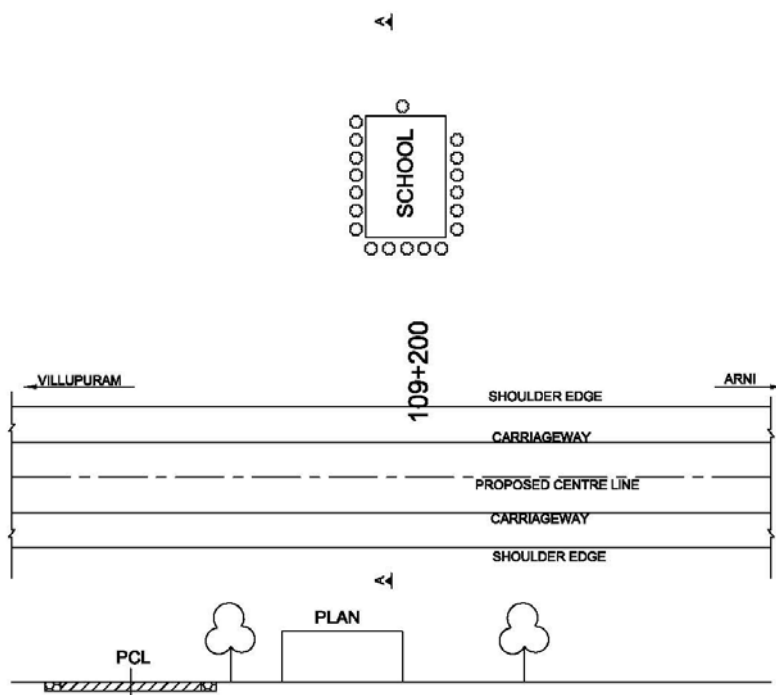 A
SCHOOL
109+200
VILLUPURAM
ARNI
SHOULDER EDGE
CARRIAGEWAY
PROPOSED CENTRE LINE
CARRIAGEWAY
SHOULDER EDGE
A
PLAN
PCL